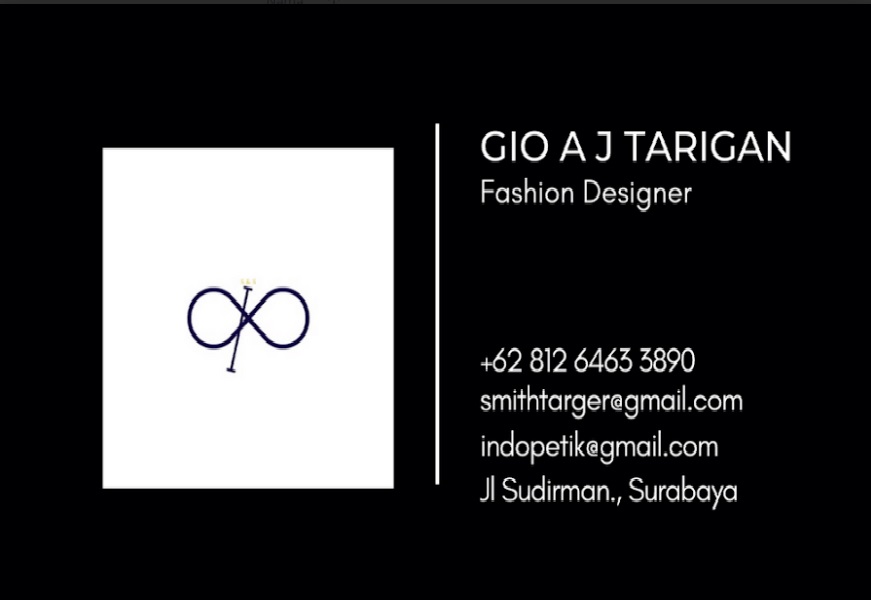 GIO A J TARIGAN
Fashion Designer
+62 812 6463 3890
smithtarger@gmail.com
indopetik@gmail.com
Jl Sudirman., Surabaya